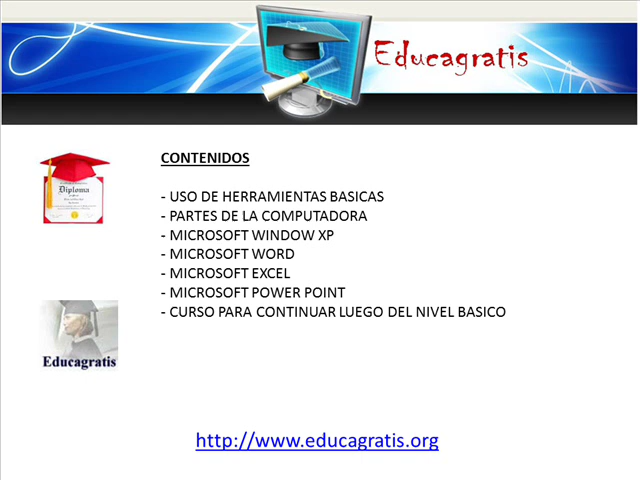 Educagratis
CONTENIDOS
Diploma
- USO DE HERRAMIENTAS BASICAS
- PARTES DE LA COMPUTADORA
- MICROSOFT WINDOW XP
- MICROSOFT WORD
- MICROSOFT EXCEL
- MICROSOFT POWER POINT
- CURSO PARA CONTINUAR LUEGO DEL NIVEL BASICO
Educagratis
http://www.educagratis.org